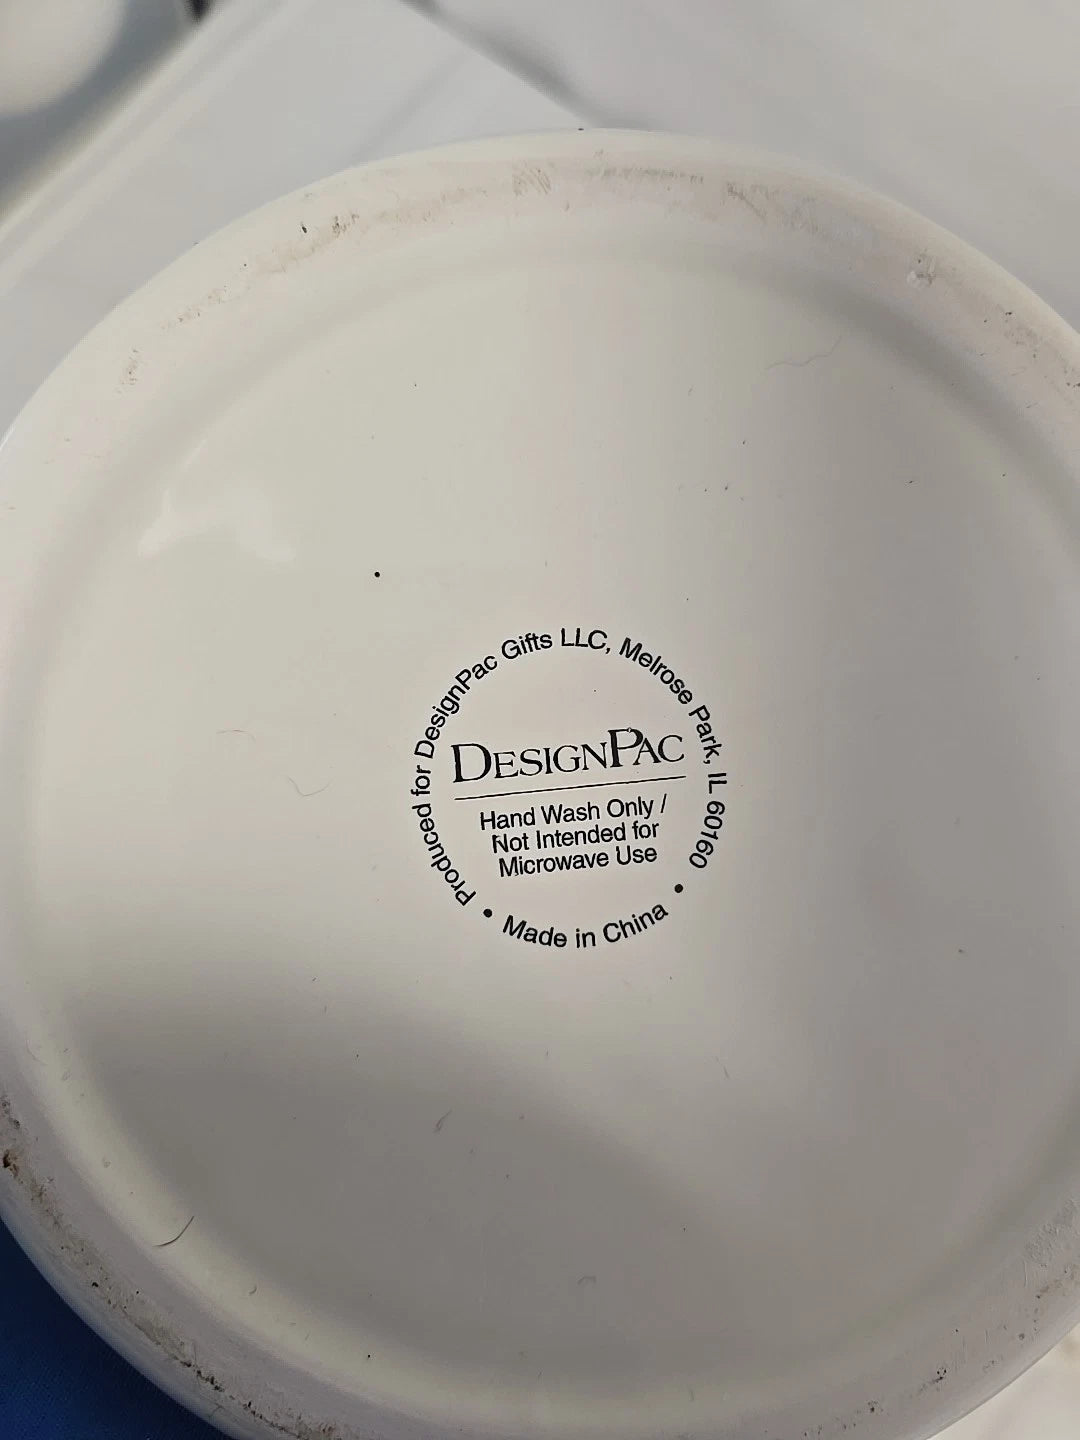 Produced for DesignPac Gifts LLC, Melrose Park, IL 60160
DESIGNPAC
Hand Wash Only /
Not Intended for
Microwave Use
• Made in China •